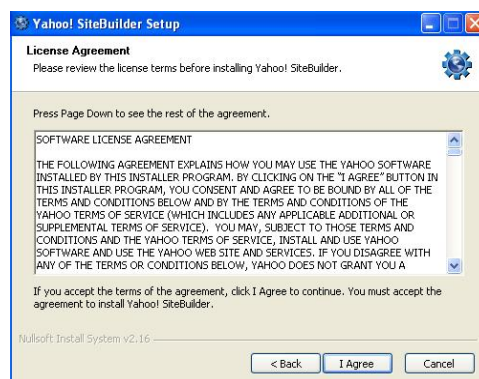 Yahoo! SiteBuilder Setup
License Agreement
Please review the license terms before installing Yahoo! SiteBuilder.
Press Page Down to see the rest of the agreement.
SOFTWARE LICENSE AGREEMENT
THE FOLLOWING AGREEMENT EXPLAINS HOW YOU MAY USE THE YAHOO SOFTWARE
INSTALLED BY THIS INSTALLER PROGRAM. BY CLICKING ON THE "I AGREE" BUTTON IN
THIS INSTALLER PROGRAM, YOU CONSENT AND AGREE TO BE BOUND BY ALL OF THE
TERMS AND CONDITIONS BELOW AND BY THE TERMS AND CONDITIONS OF THE
YAHOO TERMS OF SERVICE (WHICH INCLUDES ANY APPLICABLE ADDITIONAL OR
SUPPLEMENTAL TERMS OF SERVICE). YOU MAY, SUBJECT TO THOSE TERMS AND
CONDITIONS AND THE YAHOO TERMS OF SERVICE, INSTALL AND USE YAHOO
SOFTWARE AND USE THE YAHOO WEB SITE AND SERVICES. IF YOU DISAGREE WITH
ANY OF THE TERMS OR CONDITIONS BELOW, YAHOO DOES NOT GRANT YOU A
If you accept the terms of the agreement, click I Agree to continue. You must accept the
agreement to install Yahoo! SiteBuilder.
Nullsoft Install System v2.16
< Back I Agree Cancel